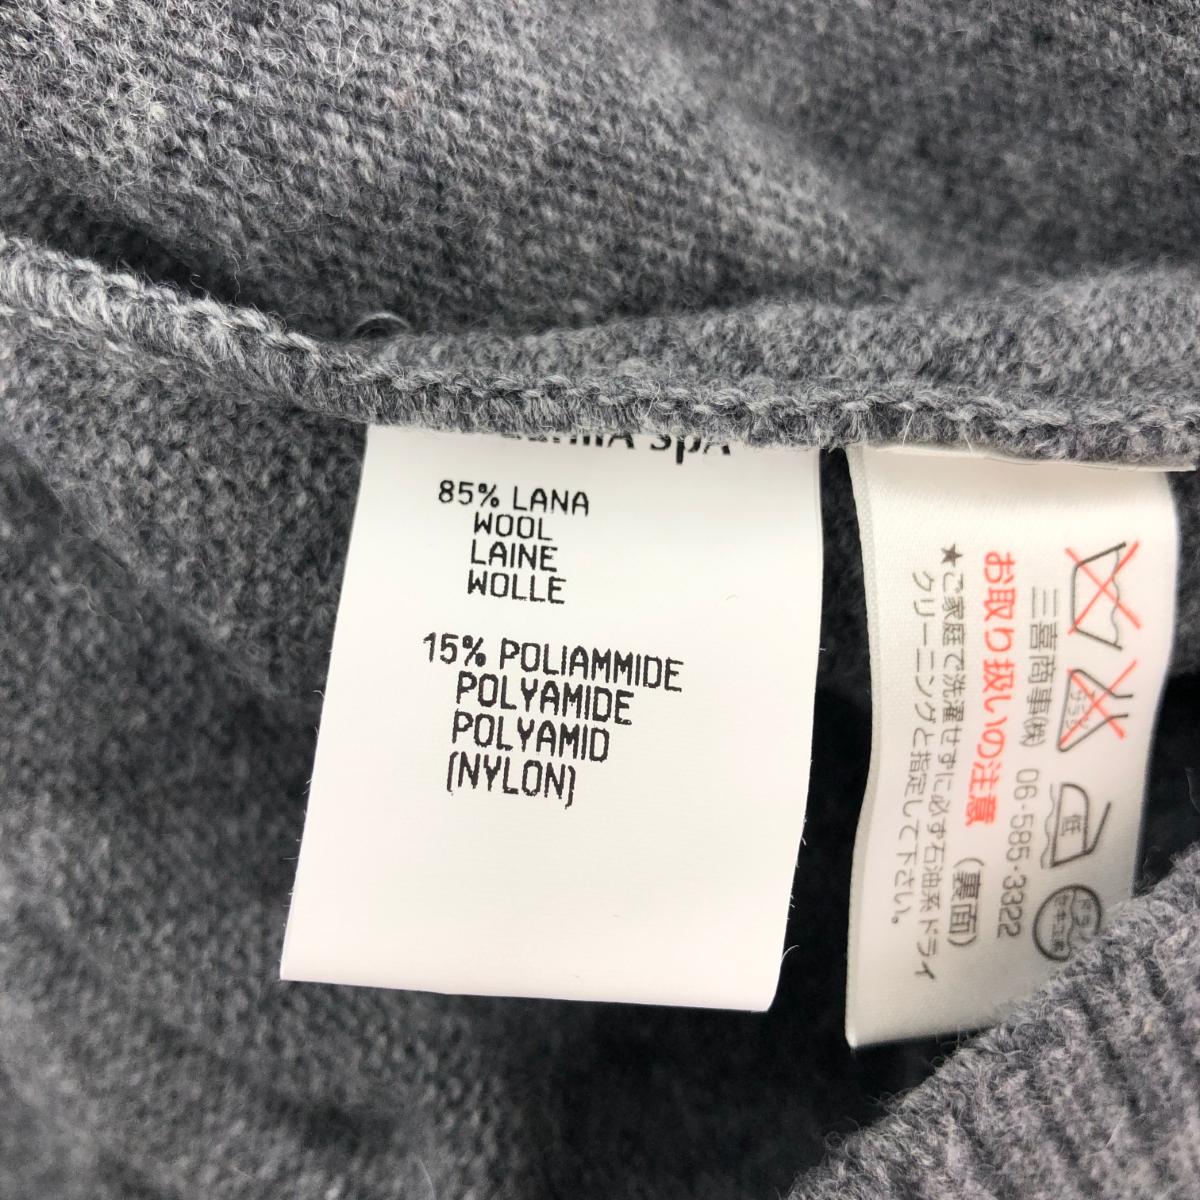 SpA
85% LANA
WOOL
LAINE
WOLLE
15% POLIAMMIDE
POLYAMIDE
POLYAMID
(NYLON)
低
三喜商事㈱ 06-585-3322
お取り扱いの注意 (裏面)
★ご家庭で洗濯せずに必ず石油系ドライ
クリーニングと指定して下さい。